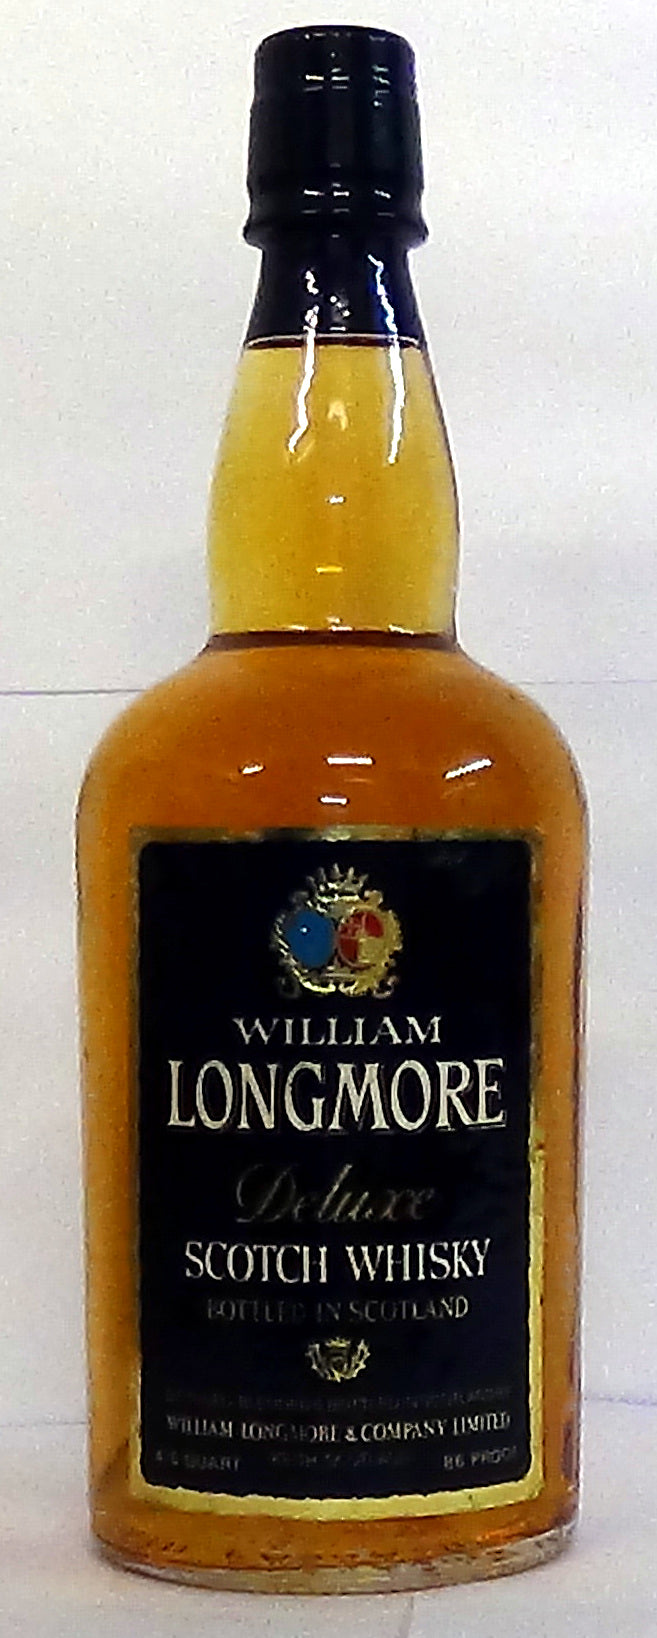 WILLIAM
LONGMORE
Deluxe
SCOTCH WHISKY
BOTTLED IN SCOTLAND
WILLIAM LONGMORE & COMPANY LIMITED
4/5 QUART 86 PROOF